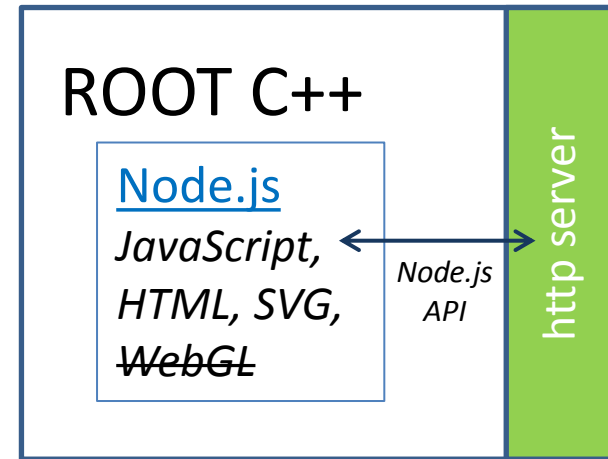 ROOT C++
Node.js
JavaScript,
HTML, SVG,
WebGL
Node.js
API
http server